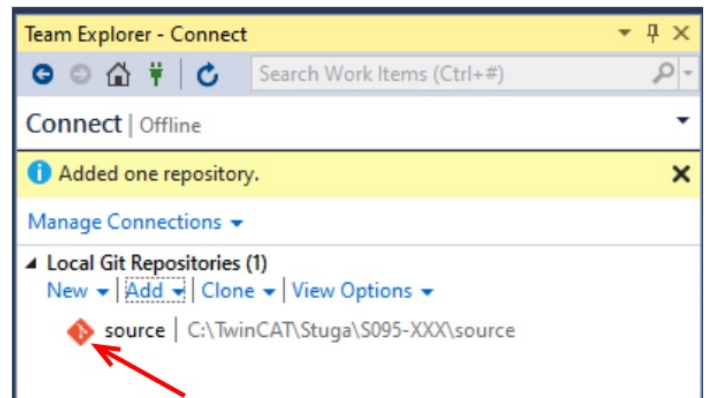 Team Explorer - Connect
Search Work Items (Ctrl+#)
Connect | Offline
Added one repository.
Manage Connections
Local Git Repositories (1)
New | Add | Clone | View Options
source | C:\TwinCAT\Stuga\S095-XXX\source